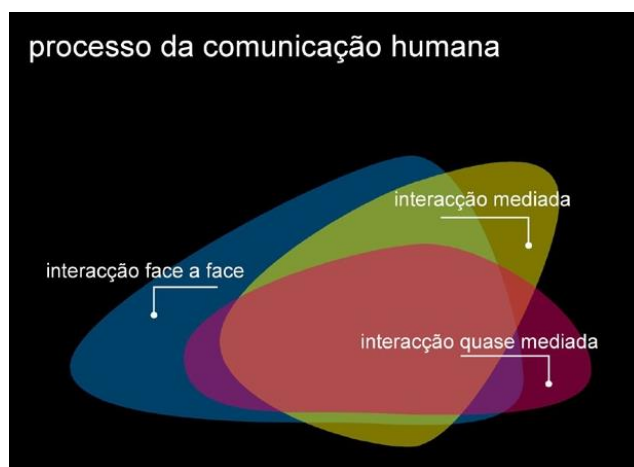 processo da comunicação humana
interacção mediada
interacção face a face
interacção quase mediada